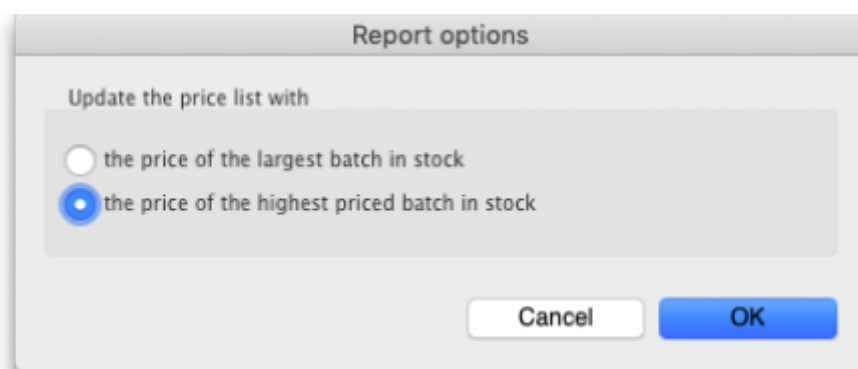 Report options
Update the price list with
the price of the largest batch in stock
the price of the highest priced batch in stock
Cancel
OK